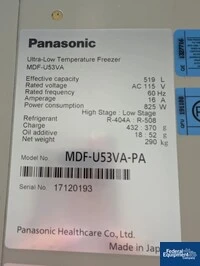 Panasonic
Ultra-Low Temperature Freezer
MDF-U53VA
Effective capacity 519 L
Rated voltage AC 115 V
Rated frequency 60 Hz
Amperage 16 A
Power consumption 825 W
High Stage : Low Stage
Refrigerant R-404A : R-508
Charge 432 : 370 g
Oil additive 18 : 52 g
Net weight 290 kg
Model No. MDF-U53VA-PA
Serial No. 17120193
Panasonic Healthcare Co., Ltd.
Made in Japan
Federal Equipment Company